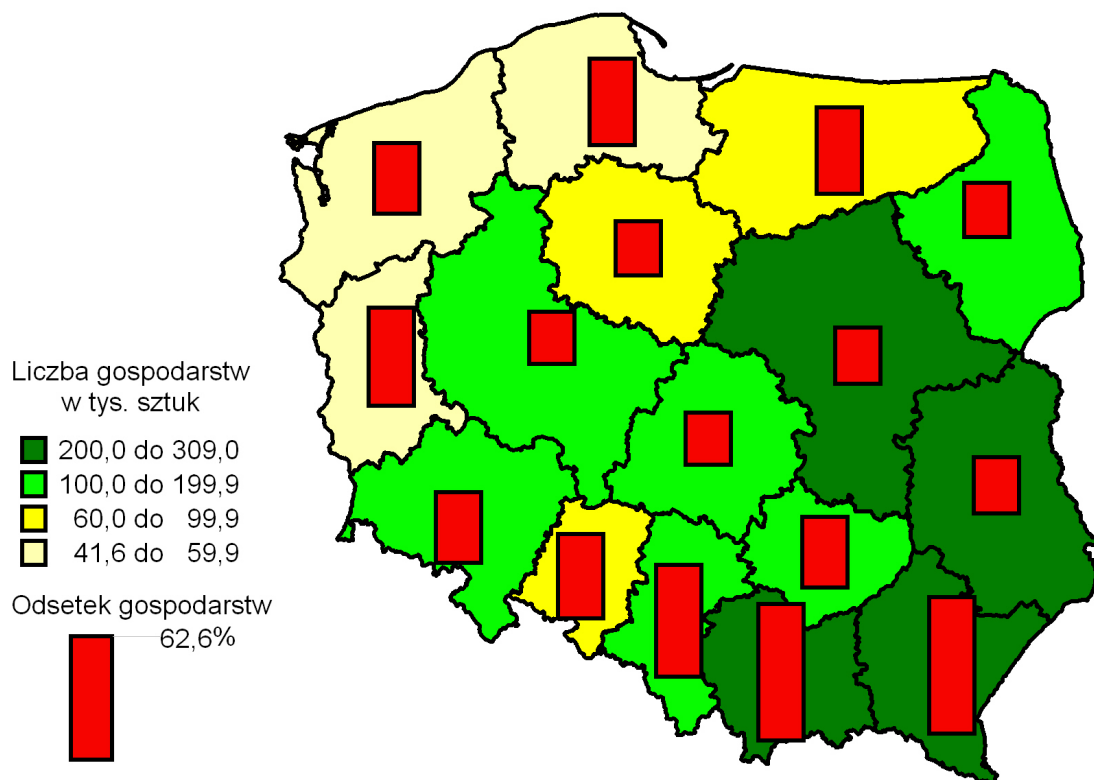 Liczba gospodarstw
w tys. sztuk
200,0 do 309,0
100,0 do 199,9
60,0 do 99,9
41,6 do 59,9
Odsetek gospodarstw
62,6%